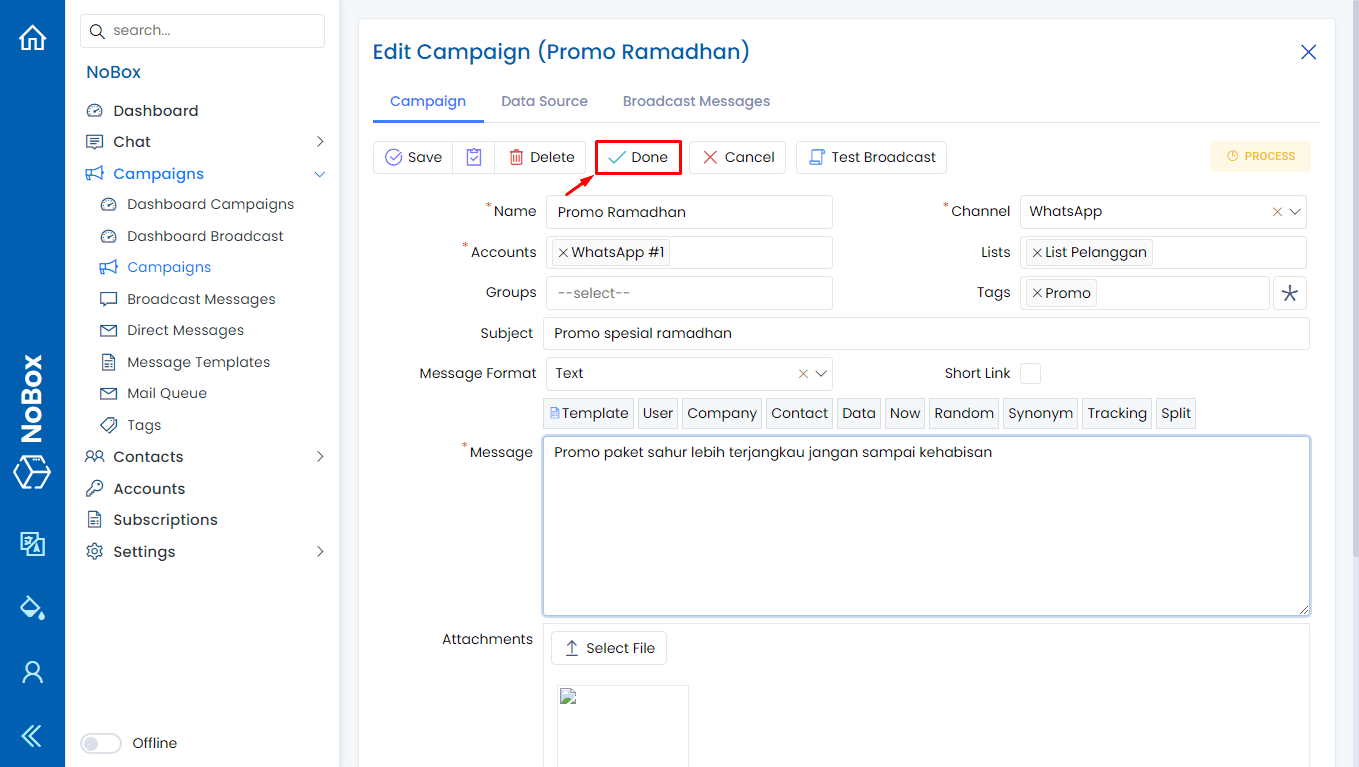 NoBox
search...
NoBox
Dashboard
Chat
Campaigns
Dashboard Campaigns
Dashboard Broadcast
Campaigns
Broadcast Messages
Direct Messages
Message Templates
Mail Queue
Tags
Contacts
Accounts
Subscriptions
Settings
Offline
Edit Campaign (Promo Ramadhan)
Campaign Data Source Broadcast Messages
Save Delete Done Cancel Test Broadcast PROCESS
*Name Promo Ramadhan *Channel WhatsApp
*Accounts WhatsApp #1 Lists List Pelanggan
Groups --select-- Tags Promo
Subject Promo spesial ramadhan
Message Format Text Short Link
Template User Company Contact Data Now Random Synonym Tracking Split
*Message Promo paket sahur lebih terjangkau jangan sampai kehabisan
Attachments Select File